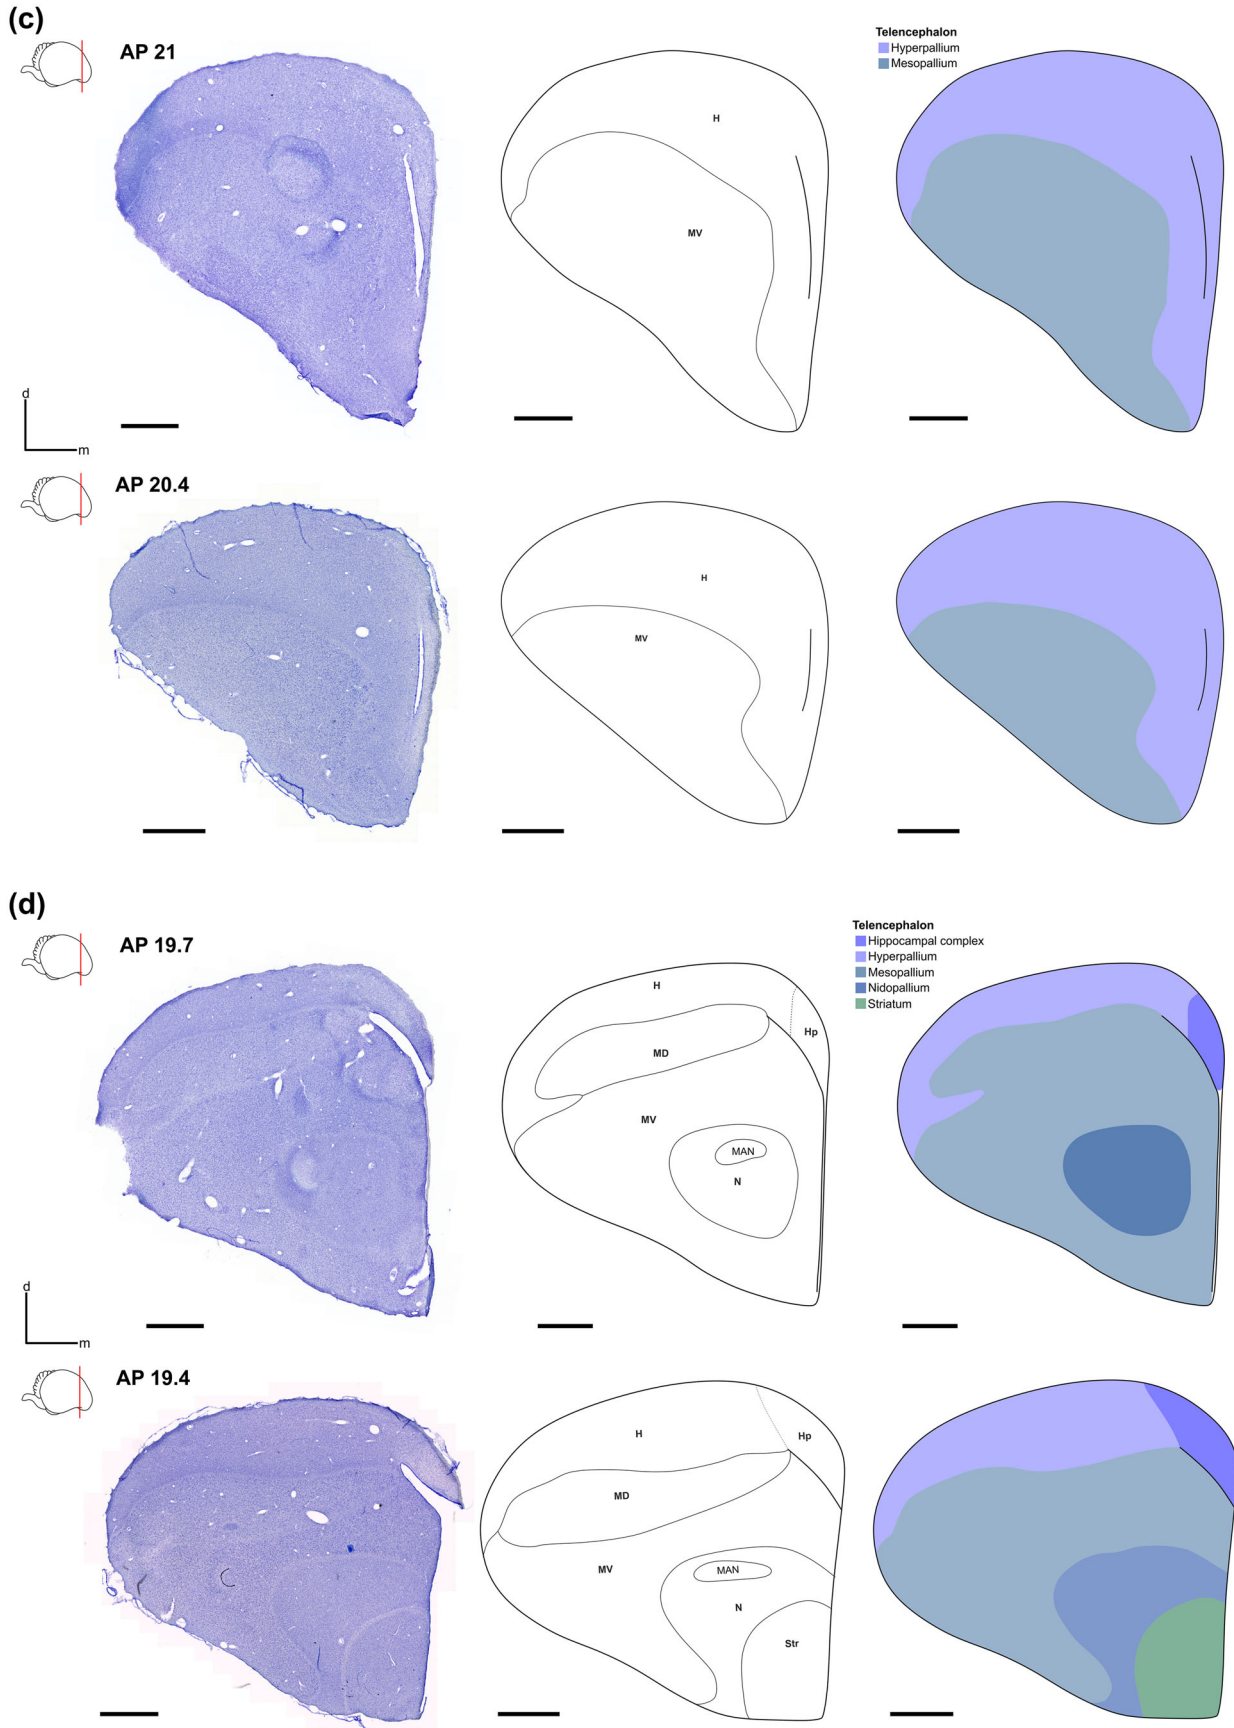 (c)
AP 21
H
MV
Telencephalon
Hyperpallium
Mesopallium
d
m
AP 20.4
H
MV
(d)
AP 19.7
H
Hp
MD
MV
MAN
N
Telencephalon
Hippocampal complex
Hyperpallium
Mesopallium
Nidopallium
Striatum
d
m
AP 19.4
H
Hp
MD
MV
MAN
N
Str